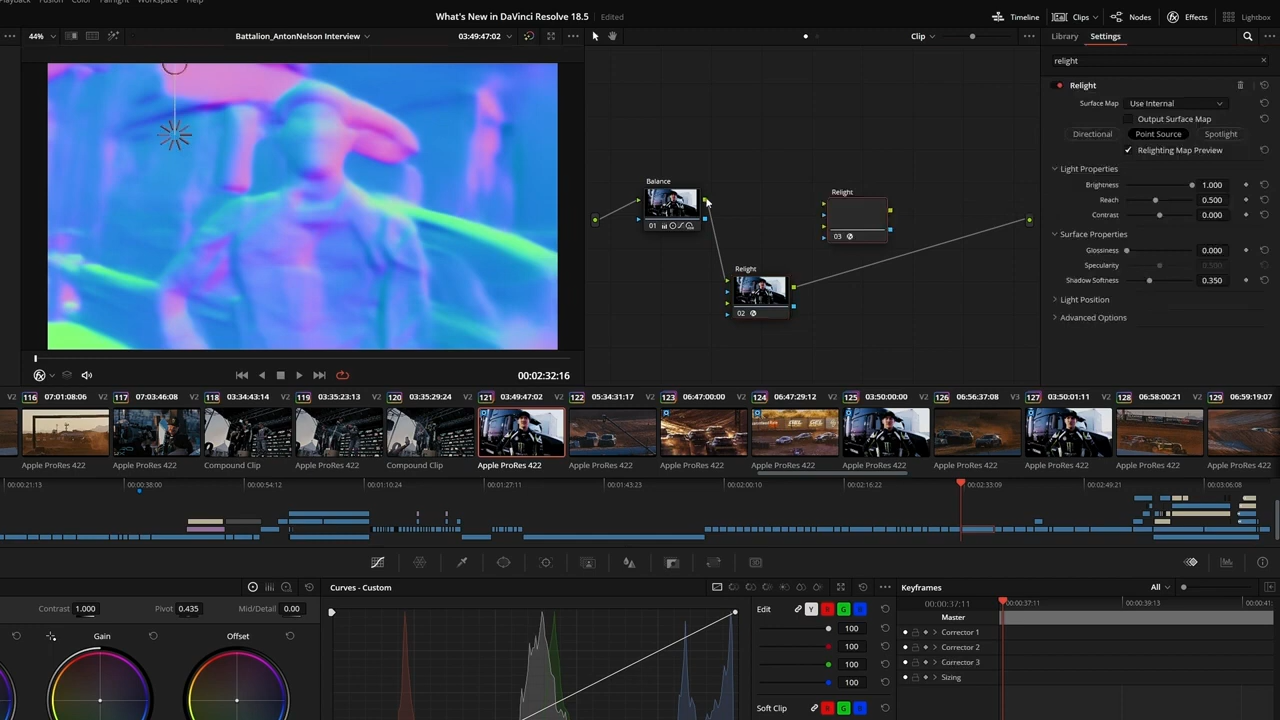 Playback Fusion Color Fairlight Workspace Help
What's New in DaVinci Resolve 18.5 Edited
Timeline Clips Nodes Effects Lightbox
44% Battalion_AntonNelson Interview 03:49:47:02 Clip
Library Settings
relight
Relight
Surface Map Use Internal
Output Surface Map
Directional Point Source Spotlight
Relighting Map Preview
Light Properties
Brightness 1.000
Reach 0.500
Contrast 0.000
Surface Properties
Glossiness 0.000
Specularity 0.500
Shadow Softness 0.350
Light Position
Advanced Options
Balance
01
Relight
03
Relight
02
00:02:32:16
V2 116 07:01:08:06 V2 117 07:03:46:08 V2 118 03:34:43:14 V2 119 03:35:23:13 V2 120 03:35:29:24 V2 121 03:49:47:02 V2 122 05:34:31:17 V2 123 06:47:00:00 V2 124 06:47:29:12 V2 125 03:50:00:00 V2 126 06:56:37:08 V3 127 03:50:01:11 V2 128 06:58:00:21 V2 129 06:59:19:07
Apple ProRes 422 Apple ProRes 422 Compound Clip Apple ProRes 422 Compound Clip Apple ProRes 422 Apple ProRes 422 Apple ProRes 422 Apple ProRes 422 Apple ProRes 422 Apple ProRes 422 Apple ProRes 422 Apple ProRes 422 Apple ProRes 422
00:00:21:13 00:00:38:00 00:00:54:12 00:01:10:24 00:01:27:11 00:01:43:23 00:02:00:10 00:02:16:22 00:02:33:09 00:02:49:21 00:03:06:08
Contrast 1.000 Pivot 0.435 Mid/Detail 0.00
Gain Offset
Curves - Custom
Edit Y R G B
100
100
100
100
Soft Clip R G B
Keyframes All
00:00:37:11 00:00:37:11 00:00:39:13 00:00:41:
Master
Corrector 1
Corrector 2
Corrector 3
Sizing